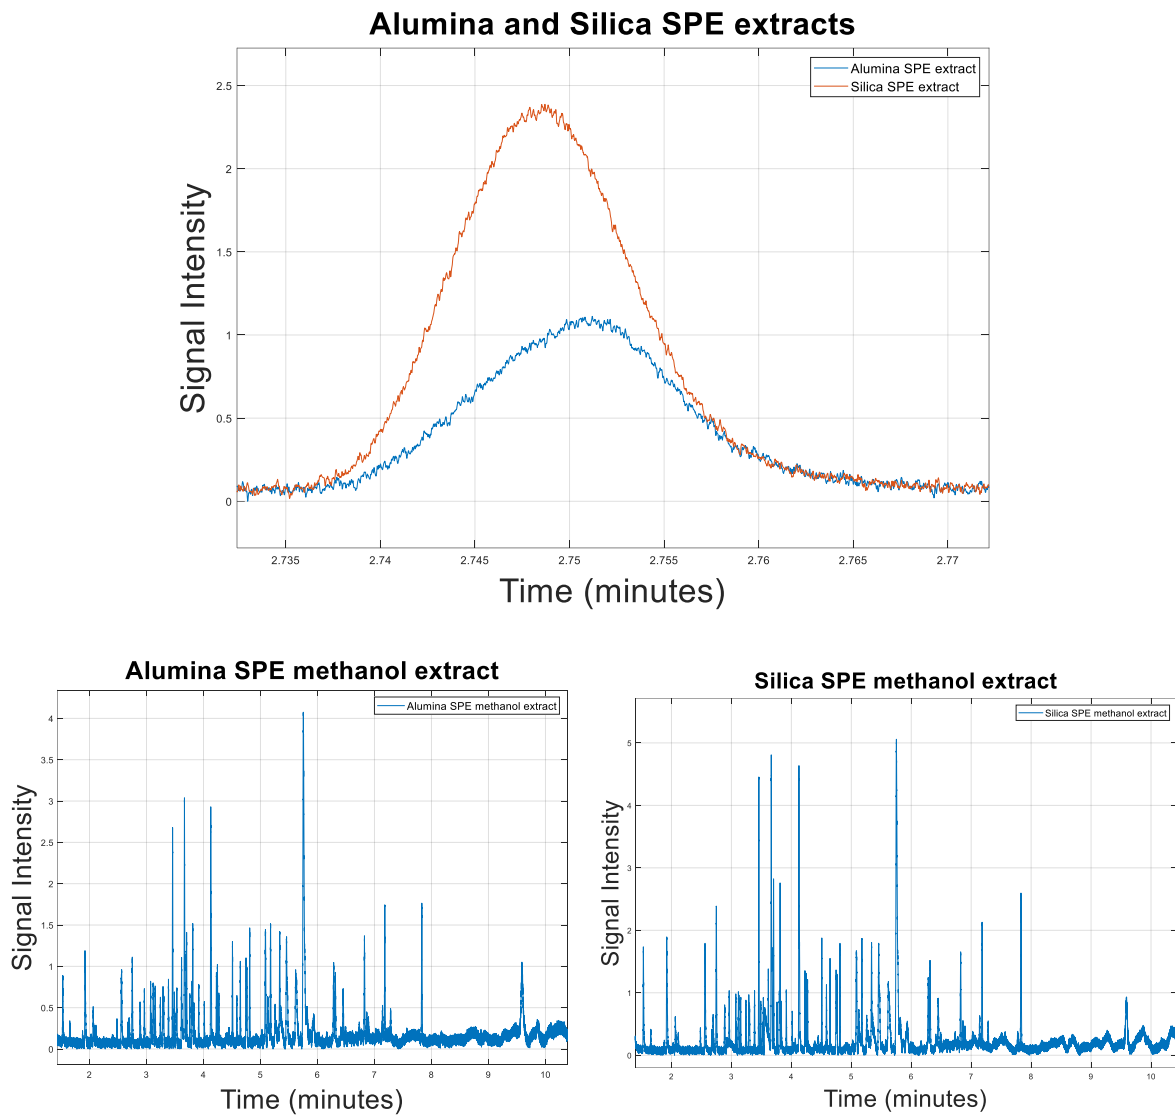 Alumina and Silica SPE extracts
Alumina SPE extract
Silica SPE extract
2.5
2
1.5
1
0.5
0
Signal Intensity
2.735 2.74 2.745 2.75 2.755 2.76 2.765 2.77
Time (minutes)
Alumina SPE methanol extract
Alumina SPE methanol extract
4
3.5
3
2.5
2
1.5
1
0.5
0
Signal Intensity
2 3 4 5 6 7 8 9 10
Time (minutes)
Silica SPE methanol extract
Silica SPE methanol extract
5
4
3
2
1
0
Signal Intensity
2 3 4 5 6 7 8 9 10
Time (minutes)